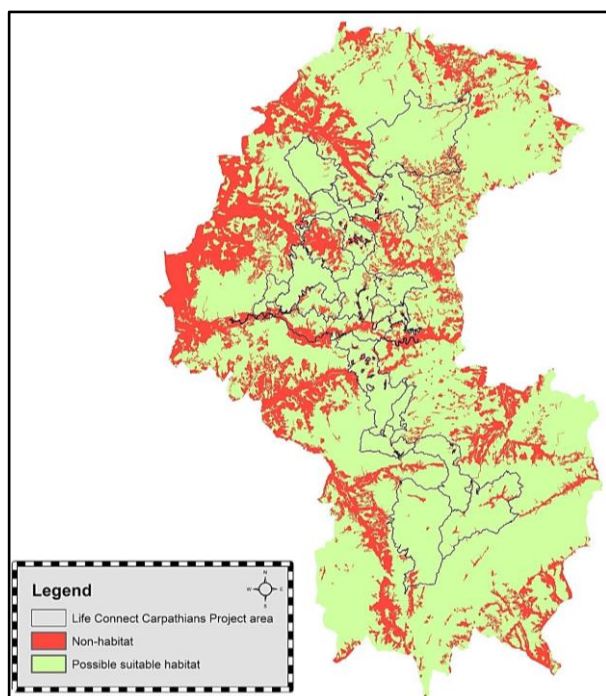 Legend
N
W E
S
Life Connect Carpathians Project area
Non-habitat
Possible suitable habitat